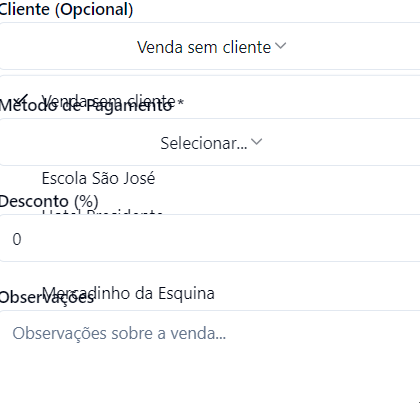 Cliente (Opcional)
Venda sem cliente
Venda sem cliente
Método de Pagamento *
Selecionar...
Escola São José
Hotel Presidente
Desconto (%)
0
Mercadinho da Esquina
Observações
Observações sobre a venda...